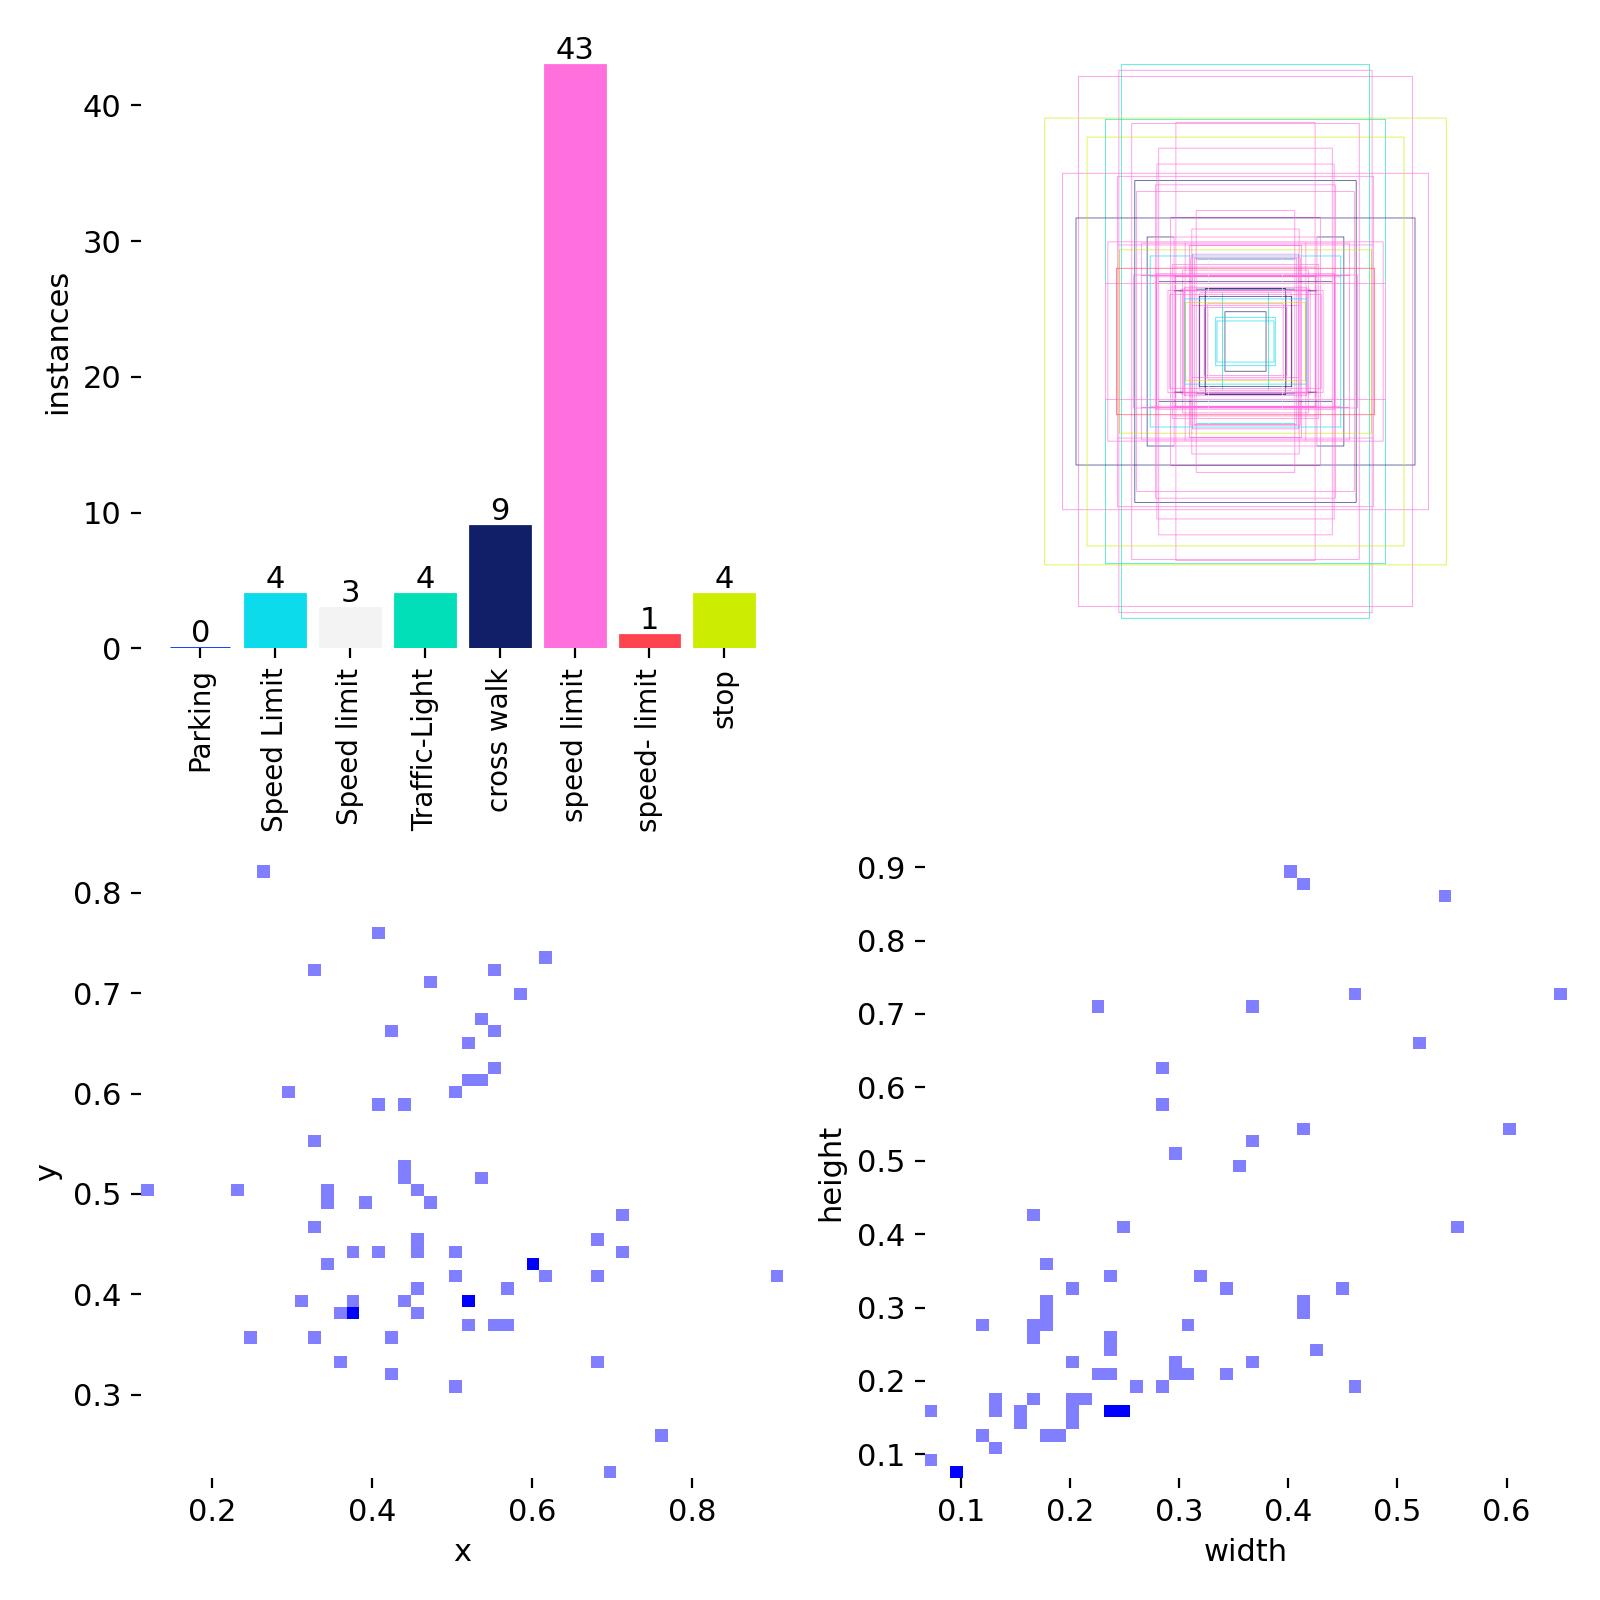 instances
40
30
20
10
0
0
4
3
4
9
43
1
4
Parking
Speed Limit
Speed limit
Traffic-Light
cross walk
speed limit
speed- limit
stop
y
0.8
0.7
0.6
0.5
0.4
0.3
0.2
0.4
0.6
0.8
x
height
0.9
0.8
0.7
0.6
0.5
0.4
0.3
0.2
0.1
0.1
0.2
0.3
0.4
0.5
0.6
width